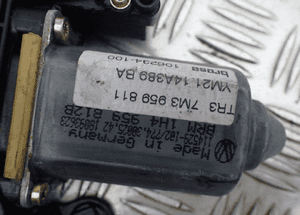 brose 106234-100
YM21 14A389 BA
TR3 7M3 959 811
BRM 1H4 959 812B
Made in Germany